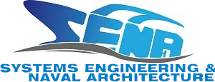 SENA
SYSTEMS ENGINEERING &
NAVAL ARCHITECTURE